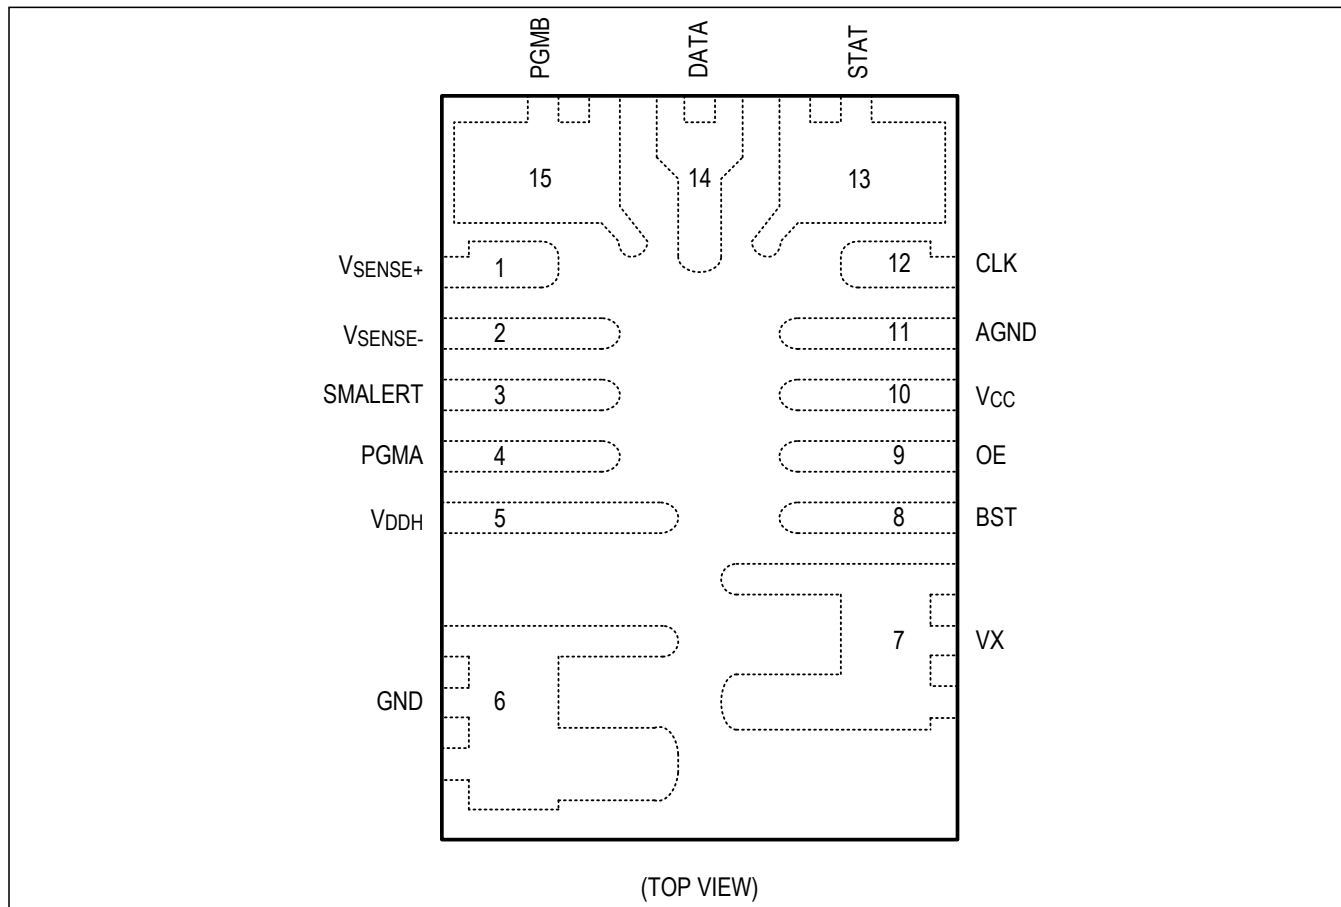 PGMB DATA STAT
15 14 13
VSENSE+ 1 12 CLK
VSENSE- 2 11 AGND
SMALERT 3 10 VCC
PGMA 4 9 OE
VDDH 5 8 BST
7 VX
GND 6
(TOP VIEW)